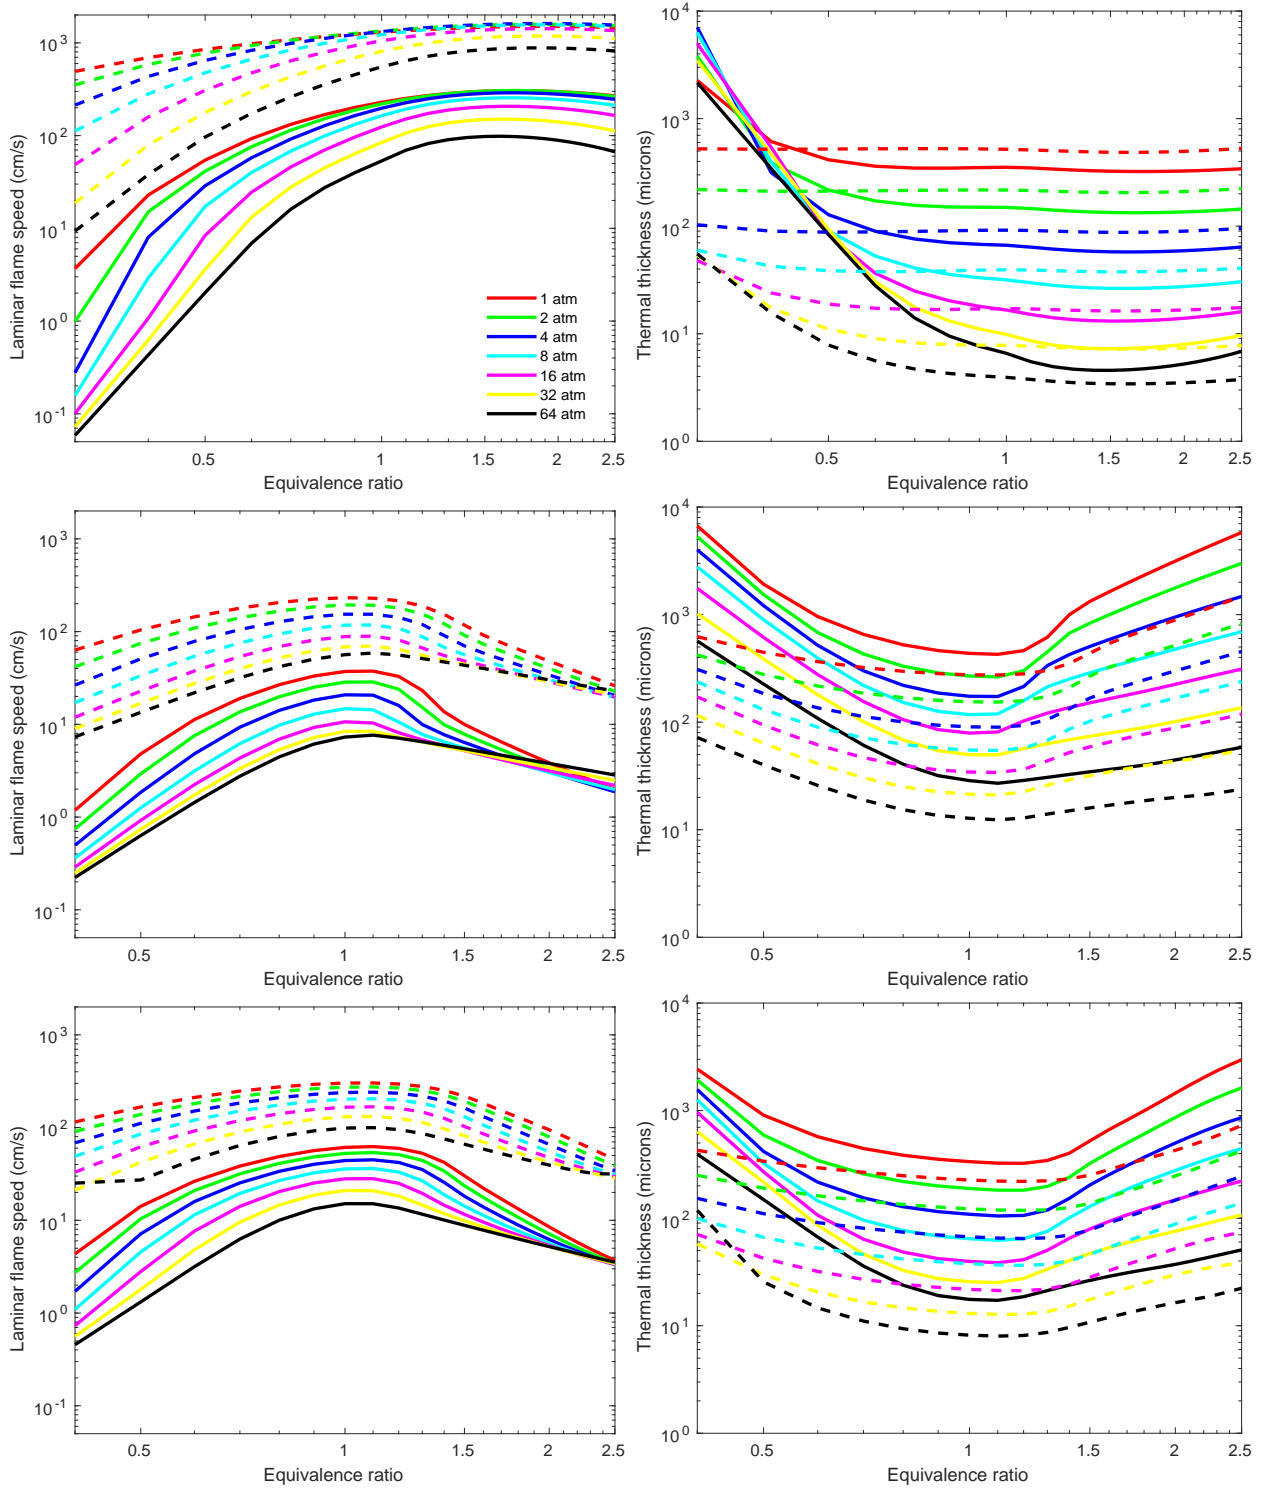 Laminar flame speed (cm/s)
10^3
10^2
10^1
10^0
10^-1
0.5 1 1.5 2 2.5
Equivalence ratio
1 atm
2 atm
4 atm
8 atm
16 atm
32 atm
64 atm
Thermal thickness (microns)
10^4
10^3
10^2
10^1
10^0
0.5 1 1.5 2 2.5
Equivalence ratio
Laminar flame speed (cm/s)
10^3
10^2
10^1
10^0
10^-1
0.5 1 1.5 2 2.5
Equivalence ratio
Thermal thickness (microns)
10^4
10^3
10^2
10^1
10^0
0.5 1 1.5 2 2.5
Equivalence ratio
Laminar flame speed (cm/s)
10^3
10^2
10^1
10^0
10^-1
0.5 1 1.5 2 2.5
Equivalence ratio
Thermal thickness (microns)
10^4
10^3
10^2
10^1
10^0
0.5 1 1.5 2 2.5
Equivalence ratio